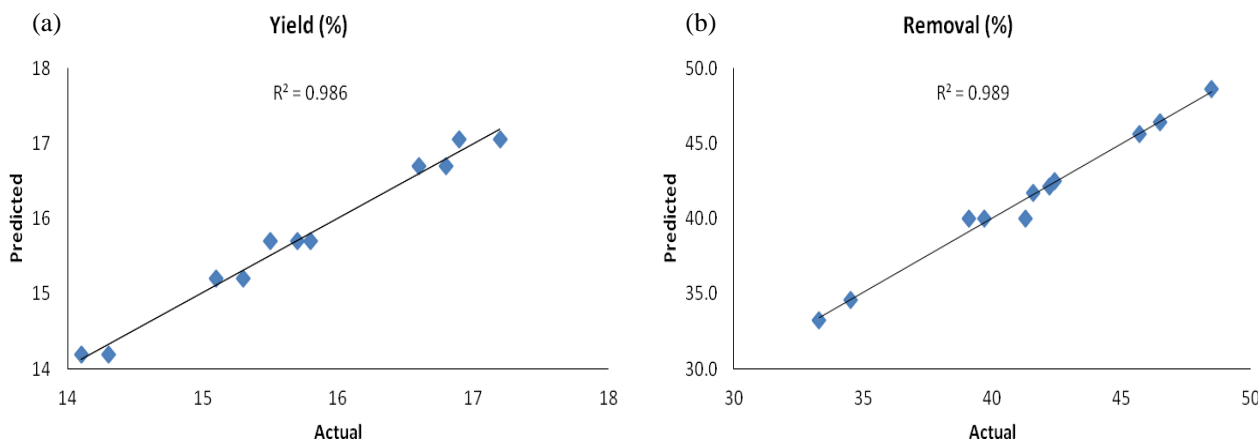 (a)
Yield (%)
18
17
16
15
14
R² = 0.986
Predicted
14 15 16 17 18
Actual
(b)
Removal (%)
50.0
45.0
40.0
35.0
30.0
R² = 0.989
Predicted
30 35 40 45 50
Actual